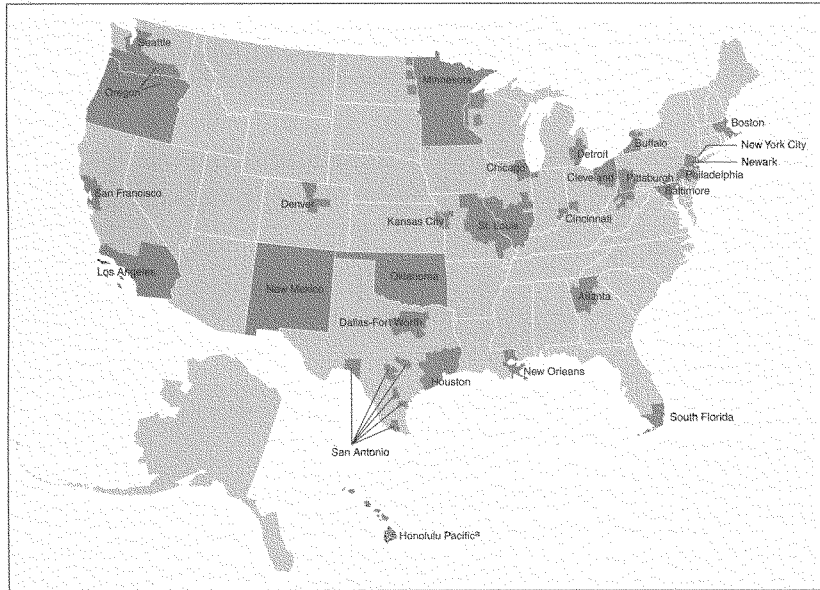 Seattle
Minnesota
Oregon
Boston
Buffalo
New York City
Detroit
Newark
Chicago
Cleveland
Pittsburgh
Philadelphia
San Francisco
Baltimore
Denver
Kansas City
St. Louis
Cincinnati
Los Angeles
Oklahoma
New Mexico
Atlanta
Dallas-Fort Worth
New Orleans
Houston
South Florida
San Antonio
Honolulu Pacificª